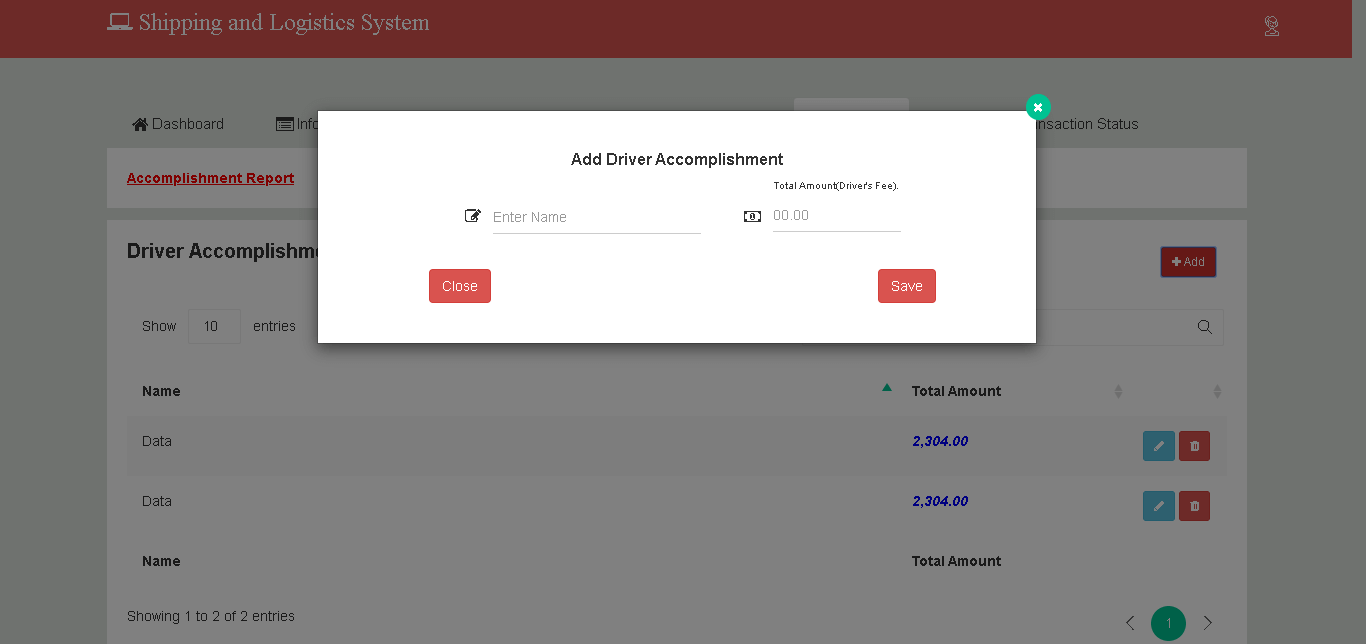 Shipping and Logistics System
Dashboard
Info
nsaction Status
Add Driver Accomplishment
Accomplishment Report
Total Amount(Driver's Fee).
Enter Name
00.00
Driver Accomplishme
Add
Close
Save
Show 10 entries
Name
Total Amount
Data
2,304.00
Data
2,304.00
Name
Total Amount
Showing 1 to 2 of 2 entries
1